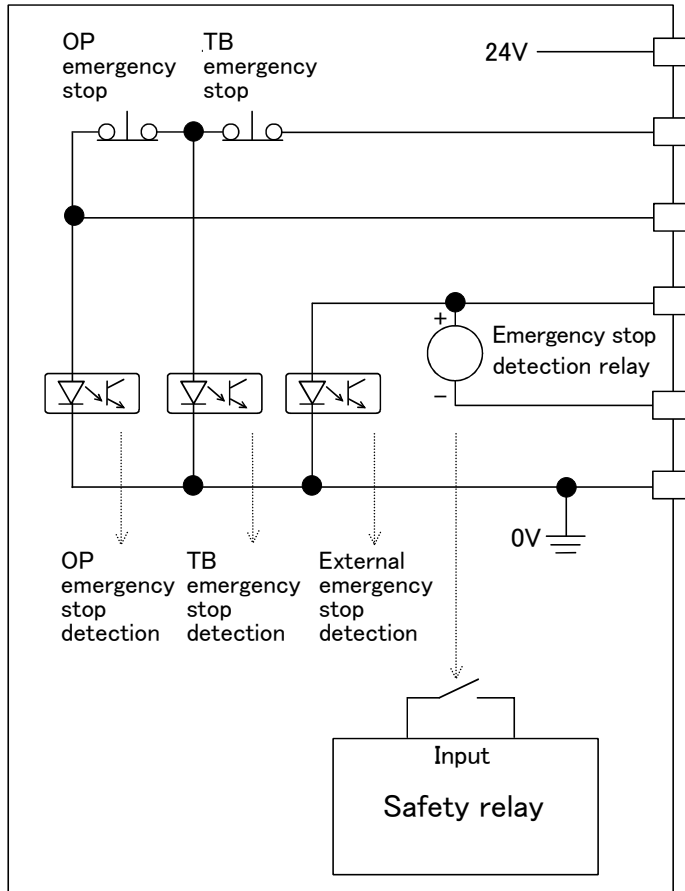 OP
emergency
stop
TB
emergency
stop
24V
+
Emergency stop
detection relay
−
0V
OP
emergency
stop
detection
TB
emergency
stop
detection
External
emergency
stop
detection
Input
Safety relay